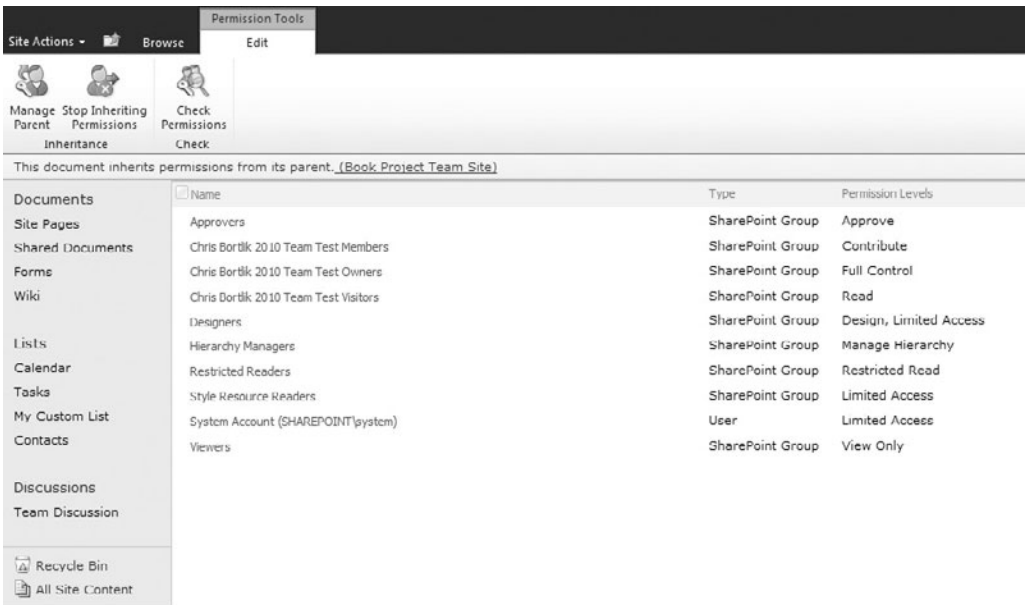 Permission Tools
Site Actions Browse Edit
Manage Parent Stop Inheriting Permissions Check Permissions
Inheritance Check
This document inherits permissions from its parent. (Book Project Team Site)
Documents
Site Pages
Shared Documents
Forms
Wiki
Lists
Calendar
Tasks
My Custom List
Contacts
Discussions
Team Discussion
Recycle Bin
All Site Content
Name Type Permission Levels
Approvers SharePoint Group Approve
Chris Bortlik 2010 Team Test Members SharePoint Group Contribute
Chris Bortlik 2010 Team Test Owners SharePoint Group Full Control
Chris Bortlik 2010 Team Test Visitors SharePoint Group Read
Designers SharePoint Group Design, Limited Access
Hierarchy Managers SharePoint Group Manage Hierarchy
Restricted Readers SharePoint Group Restricted Read
Style Resource Readers SharePoint Group Limited Access
System Account (SHAREPOINT\system) User Limited Access
Viewers SharePoint Group View Only